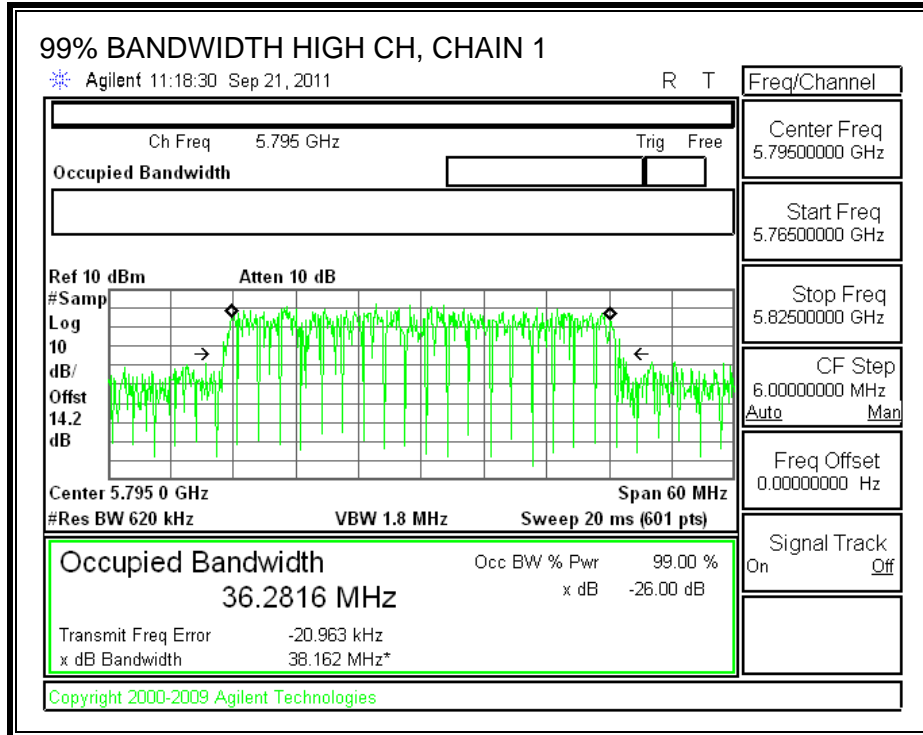 99% BANDWIDTH HIGH CH, CHAIN 1
Agilent 11:18:30 Sep 21, 2011 R T
Freq/Channel
Ch Freq 5.795 GHz Trig Free
Occupied Bandwidth
Center Freq
5.79500000 GHz
Start Freq
5.76500000 GHz
Stop Freq
5.82500000 GHz
CF Step
6.00000000 MHz
Auto Man
Freq Offset
0.00000000 Hz
Signal Track
On Off
Ref 10 dBm Atten 10 dB
#Samp
Log
10
dB/
Offst
14.2
dB
Center 5.795 0 GHz Span 60 MHz
#Res BW 620 kHz VBW 1.8 MHz Sweep 20 ms (601 pts)
Occupied Bandwidth Occ BW % Pwr 99.00 %
36.2816 MHz x dB -26.00 dB
Transmit Freq Error -20.963 kHz
x dB Bandwidth 38.162 MHz*
Copyright 2000-2009 Agilent Technologies